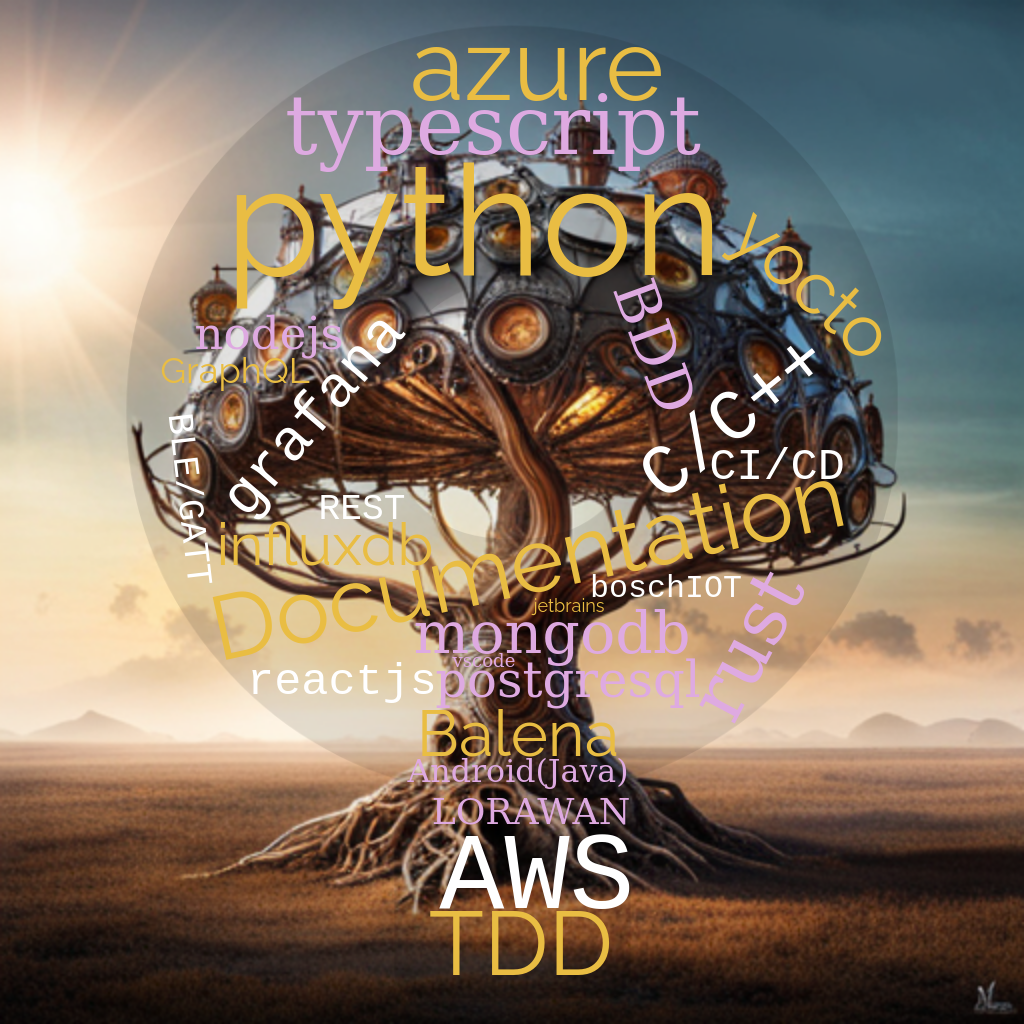 azure
typescript
python
yocto
BDD
nodejs
GraphQL
grafana
C/C++
BLE/GATT
CI/CD
REST
influxdb
Documentation
boschIOT
jetbrains
mongodb
rust
vscode
reactjs
postgresql
Balena
Android(Java)
LORAWAN
AWS
TDD